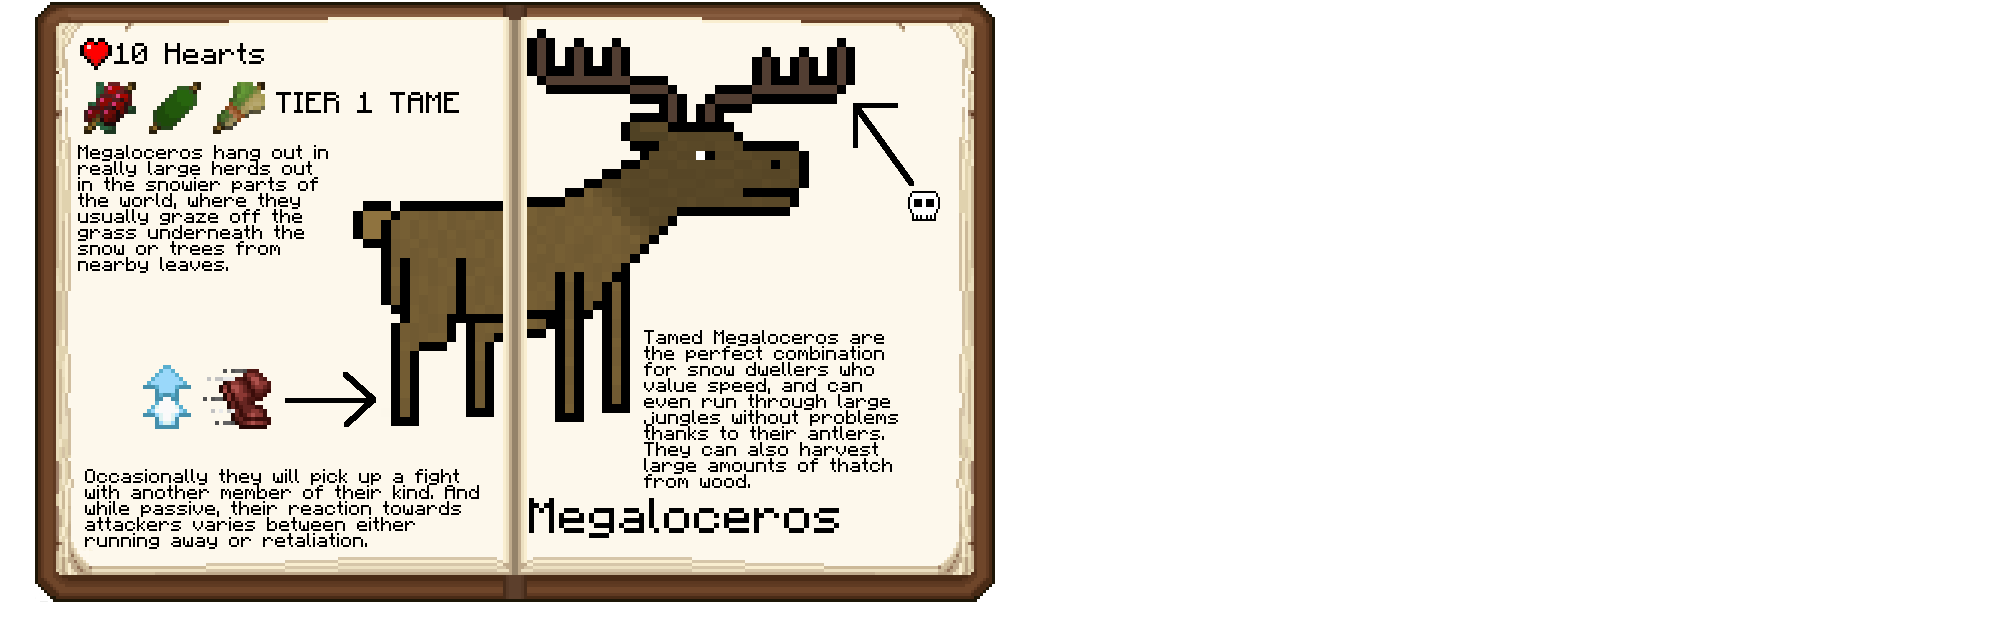 10 Hearts
TIER 1 TAME
Megaloceros hang out in
really large herds out
in the snowier parts of
the world, where they
usually graze off the
grass underneath the
snow or trees from
nearby leaves.
Occasionally they will pick up a fight
with another member of their kind. And
while passive, their reaction towards
attackers varies between either
running away or retaliation.
Tamed Megaloceros are
the perfect combination
for snow dwellers who
value speed, and can
even run through large
jungles without problems
thanks to their antlers.
They can also harvest
large amounts of thatch
from wood.
Megaloceros